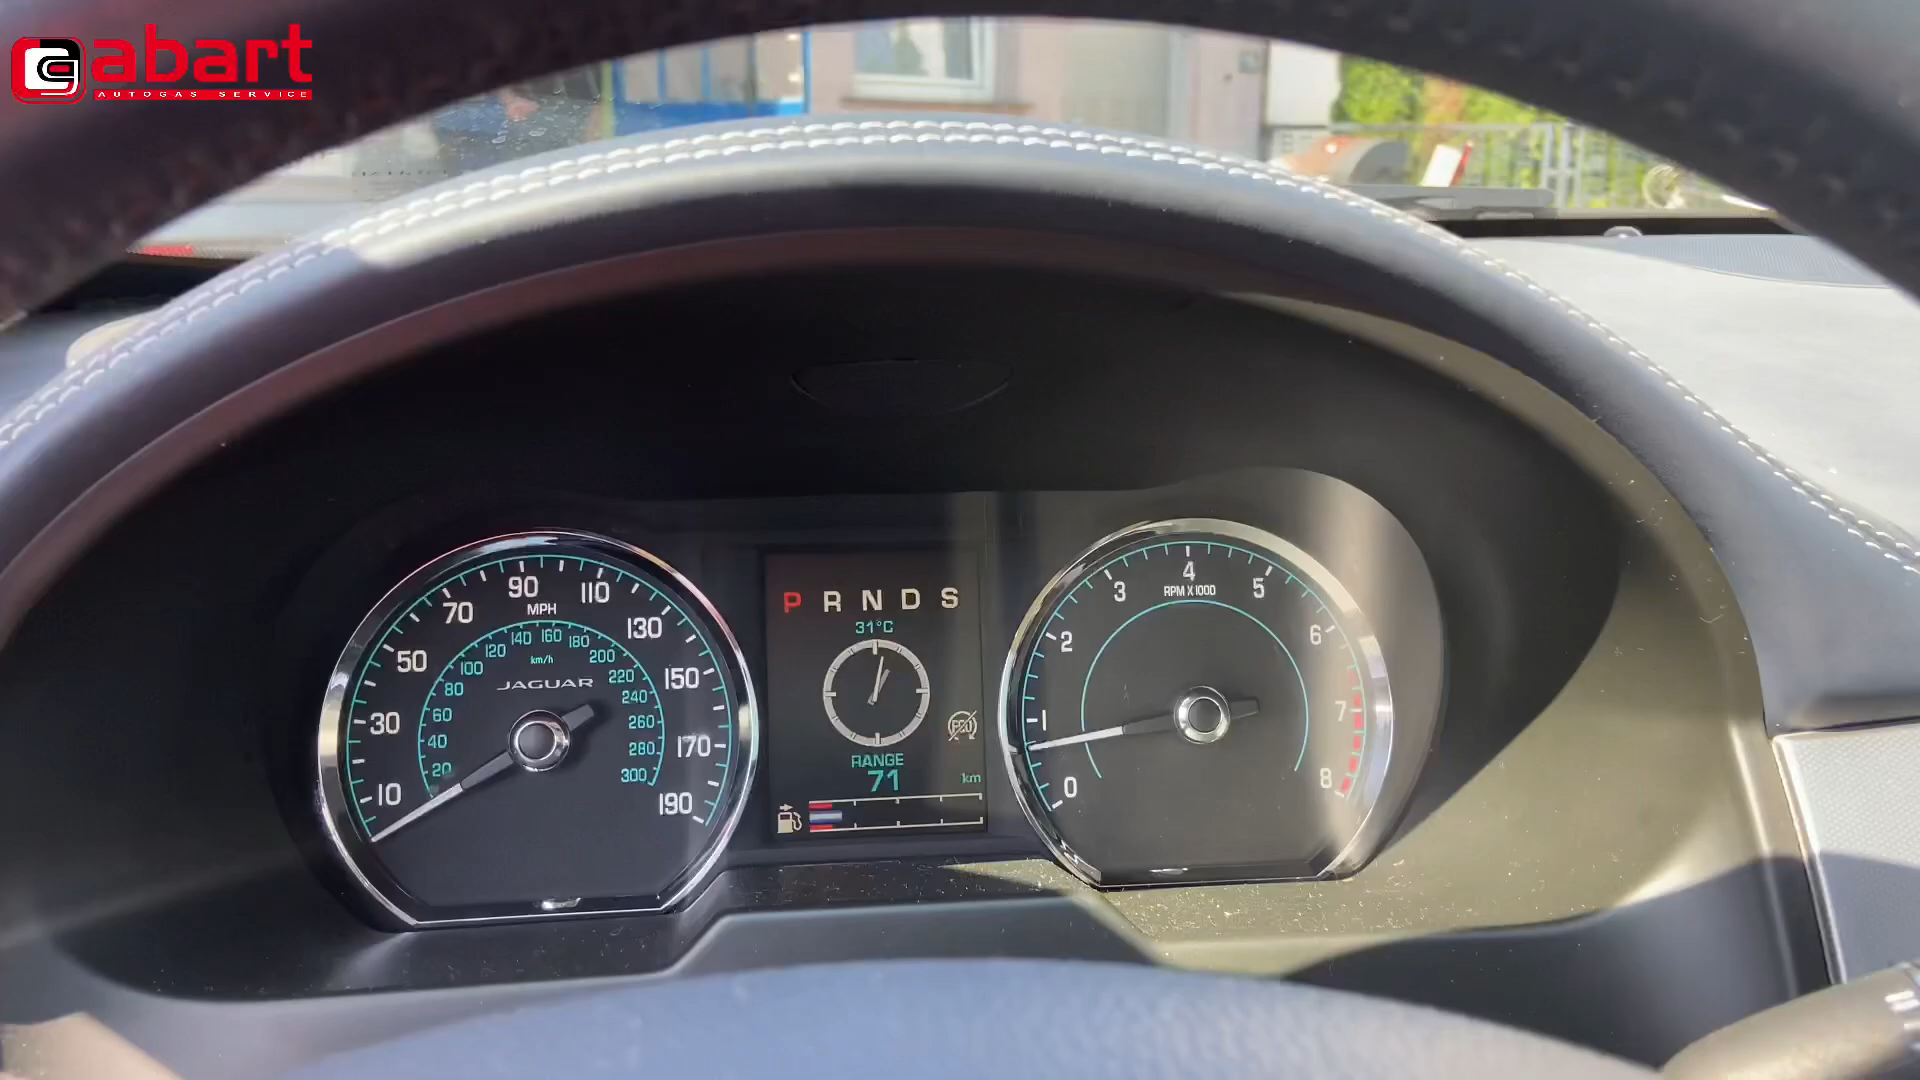 abart
AUTOGAS SERVICE
10 30 50 70 90 110 130 150 170 190
MPH
20 40 60 80 100 120 140 160 180 200 220 240 260 280 300
km/h
JAGUAR
P R N D S
31°C
ECO
RANGE
71 km
0 1 2 3 4 5 6 7 8
RPM X 1000